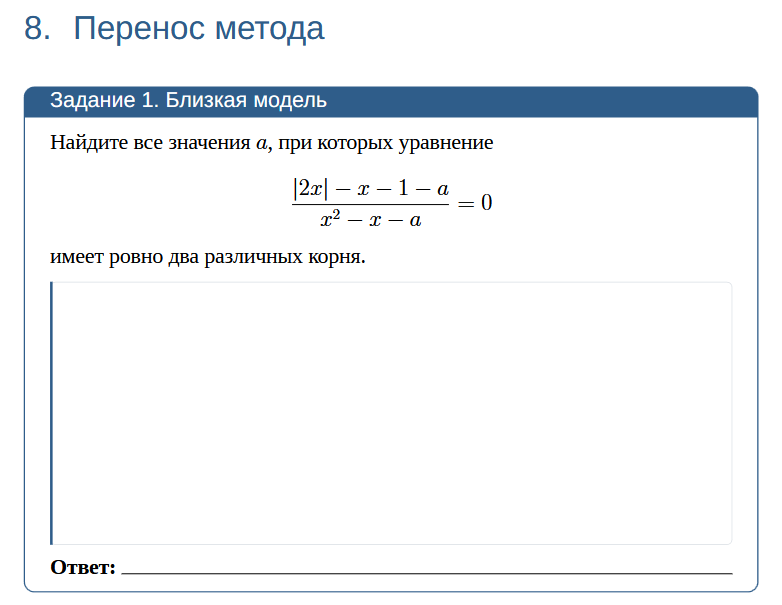 8. Перенос метода
Задание 1. Близкая модель
Найдите все значения a, при которых уравнение
|2x| − x − 1 − a
x² − x − a
= 0
имеет ровно два различных корня.
Ответ: